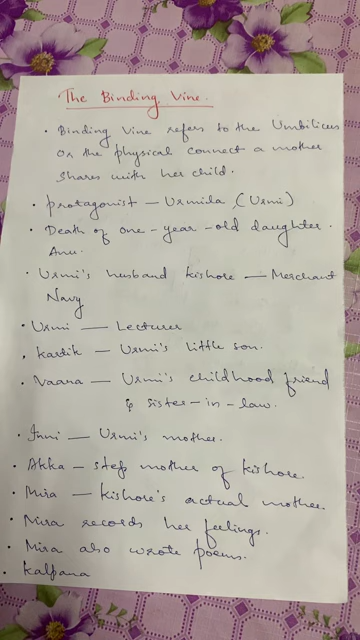 The Binding Vine.
• Binding Vine refers to the Umbilicus
Or the physical connect a mother
Shares with her child.
• protagonist — Urmila (Urmi)
• Death of one-year-old daughter.
Anu.
• Urmi's husband kishore — Merchant
Navy
• Urmi — Lecturer
• kartik — Urmi's little son.
• Vaana — Urmi's childhood friend
& sister-in-law.
• Inni — Urmi's mother.
• Akka — step mother of kishore.
• Mira — kishore's actual mother.
• Mira records her feelings.
• Mira also wrote poems.
• kalpana